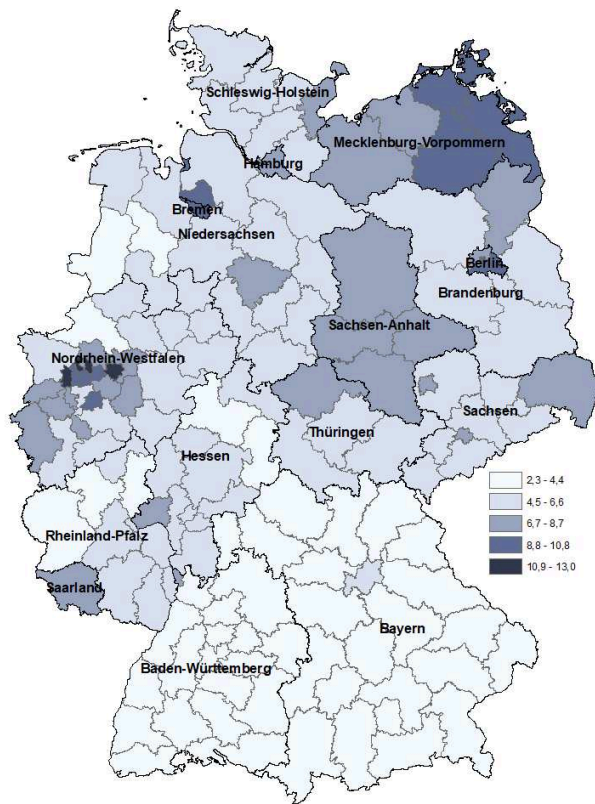 Schleswig-Holstein
Mecklenburg-Vorpommern
Hamburg
Bremen
Niedersachsen
Berlin
Brandenburg
Sachsen-Anhalt
Nordrhein-Westfalen
Sachsen
Thüringen
Hessen
2,3 - 4,4
4,5 - 6,6
6,7 - 8,7
8,8 - 10,8
10,9 - 13,0
Rheinland-Pfalz
Saarland
Bayern
Baden-Württemberg